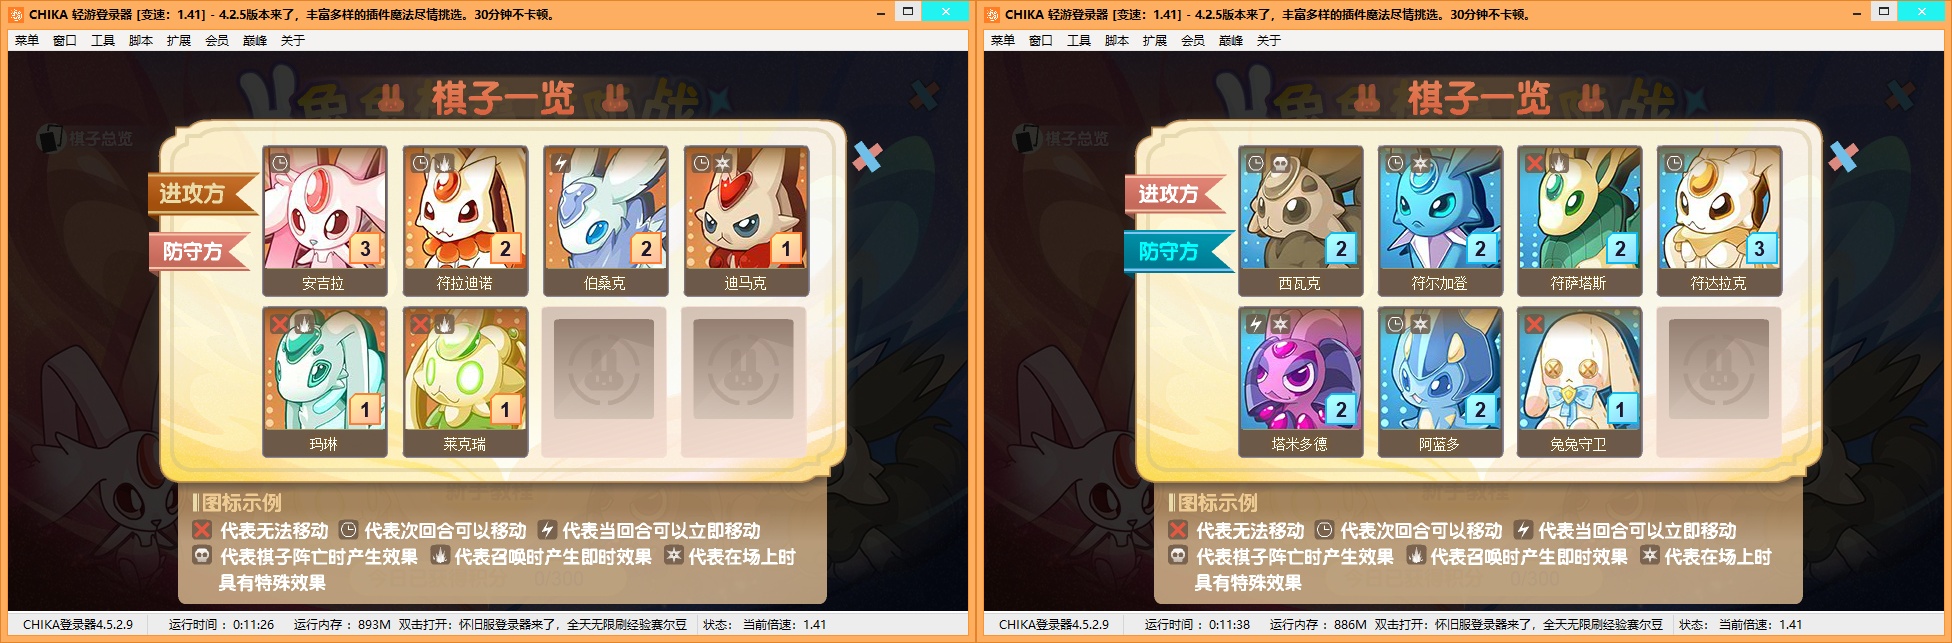 CHIKA 轻游登录器 [变速：1.41] - 4.2.5版本来了，丰富多样的插件魔法尽情挑选。30分钟不卡顿。
菜单 窗口 工具 脚本 扩展 会员 巅峰 关于
棋子一览
棋子总览
进攻方
防守方
3
安吉拉
2
符拉迪诺
2
伯桑克
1
迪马克
1
玛琳
1
莱克瑞
图标示例
代表无法移动 代表次回合可以移动 代表当回合可以立即移动
代表棋子阵亡时产生效果 代表召唤时产生即时效果 代表在场上时
具有特殊效果
0/300
CHIKA登录器4.5.2.9 运行时间：0:11:26 运行内存：893M 双击打开：怀旧服登录器来了，全天无限刷经验赛尔豆 状态： 当前倍速：1.41
CHIKA 轻游登录器 [变速：1.41] - 4.2.5版本来了，丰富多样的插件魔法尽情挑选。30分钟不卡顿。
菜单 窗口 工具 脚本 扩展 会员 巅峰 关于
棋子一览
棋子总览
进攻方
防守方
2
西瓦克
2
符尔加登
2
符萨塔斯
3
符达拉克
2
塔米多德
2
阿蓝多
1
兔兔守卫
图标示例
代表无法移动 代表次回合可以移动 代表当回合可以立即移动
代表棋子阵亡时产生效果 代表召唤时产生即时效果 代表在场上时
具有特殊效果
0/300
CHIKA登录器4.5.2.9 运行时间：0:11:38 运行内存：886M 双击打开：怀旧服登录器来了，全天无限刷经验赛尔豆 状态： 当前倍速：1.41